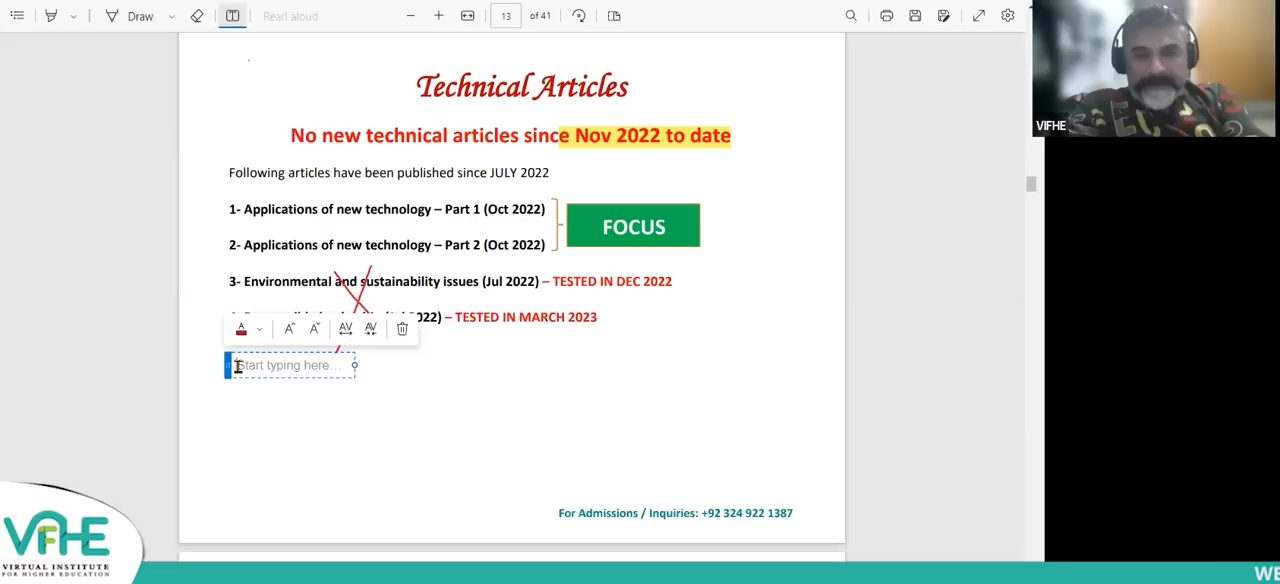 Draw
Read aloud
13 of 41
Technical Articles
No new technical articles since Nov 2022 to date
Following articles have been published since JULY 2022
1- Applications of new technology – Part 1 (Oct 2022)
FOCUS
2- Applications of new technology – Part 2 (Oct 2022)
3- Environmental and sustainability issues (Jul 2022) – TESTED IN DEC 2022
2022) – TESTED IN MARCH 2023
Start typing here...
For Admissions / Inquiries: +92 324 922 1387
VIFHE
VIFHE
VIRTUAL INSTITUTE
FOR HIGHER EDUCATION
WE